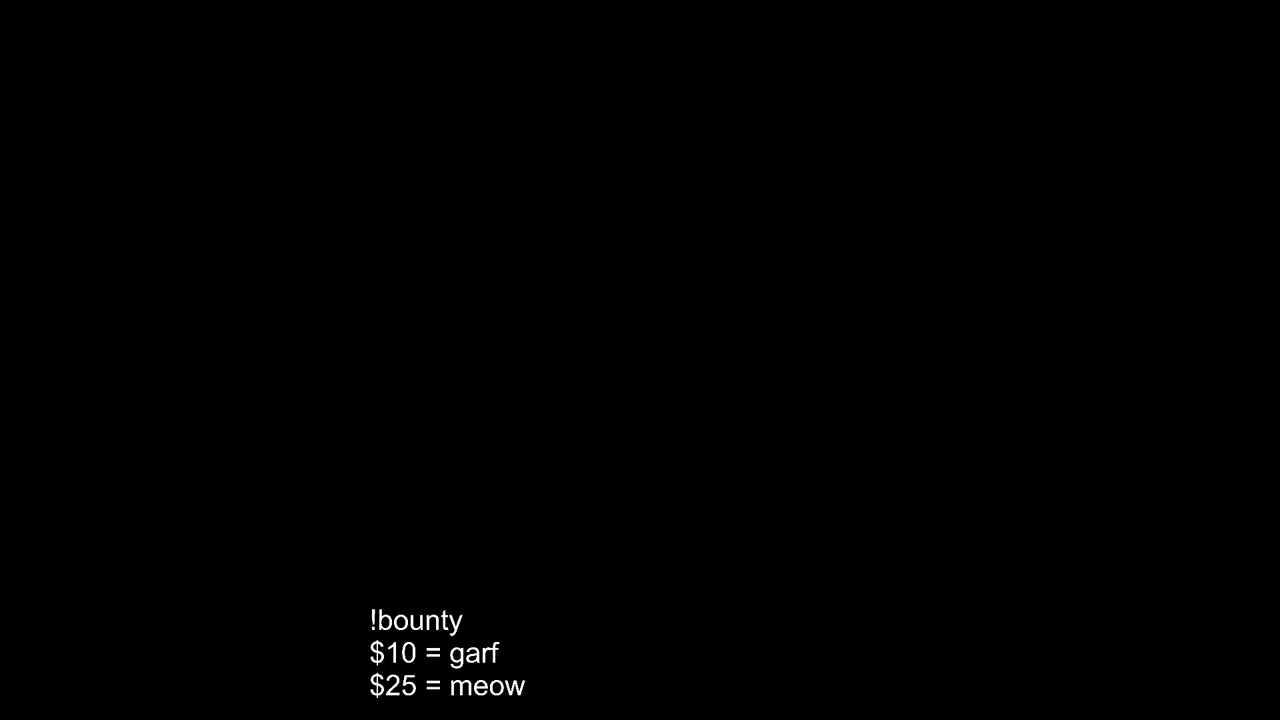 !bounty
$10 = garf
$25 = meow